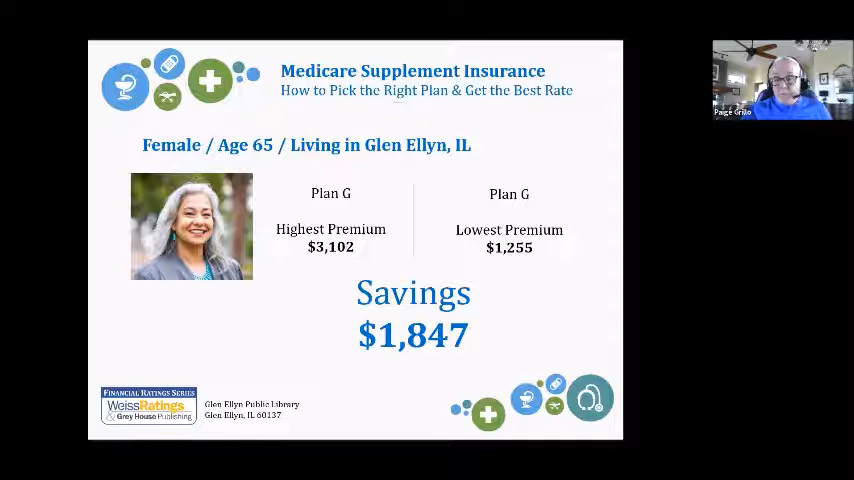 Medicare Supplement Insurance
How to Pick the Right Plan & Get the Best Rate
Female / Age 65 / Living in Glen Ellyn, IL
Plan G
Highest Premium
$3,102
Plan G
Lowest Premium
$1,255
Savings
$1,847
FINANCIAL RATINGS SERIES
WeissRatings
& Grey House Publishing
Glen Ellyn Public Library
Glen Ellyn, IL 60137
Paige Grillo